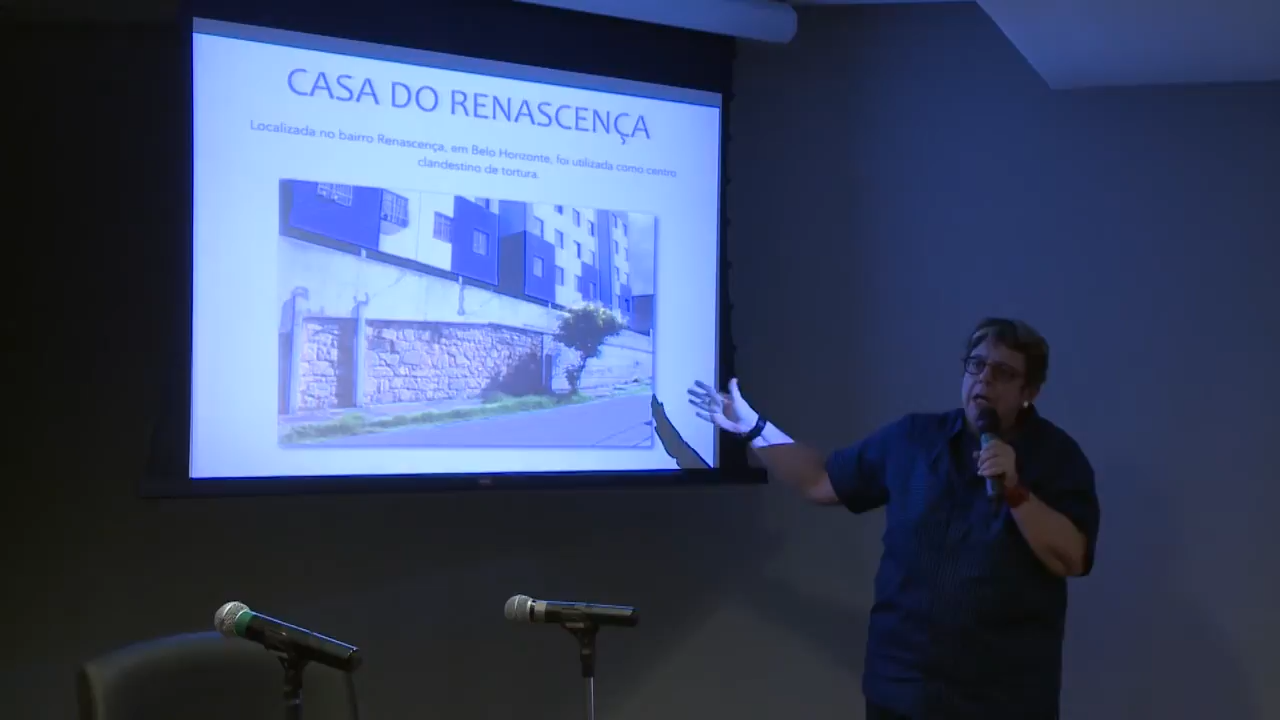 CASA DO RENASCENÇA
Localizada no bairro Renascença, em Belo Horizonte, foi utilizada como centro
clandestino de tortura.